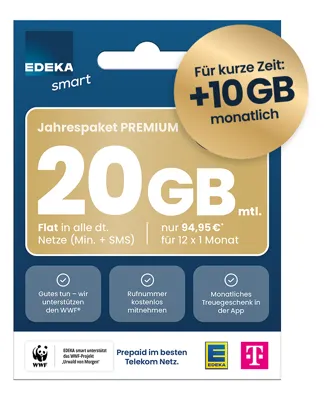 EDEKA
smart
Für kurze Zeit:
+10 GB
monatlich
Jahrespaket PREMIUM
20 GB mtl.
Flat in alle dt.
Netze (Min. + SMS)
nur 94,95 €*
für 12 x 1 Monat
Gutes tun – wir
unterstützen
den WWF®
Rufnummer
kostenlos
mitnehmen
Monatliches
Treuegeschenk in
der App
WWF
EDEKA smart unterstützt
das WWF-Projekt
„Urwald von Morgen“
Prepaid im besten
Telekom Netz.
E
EDEKA
T